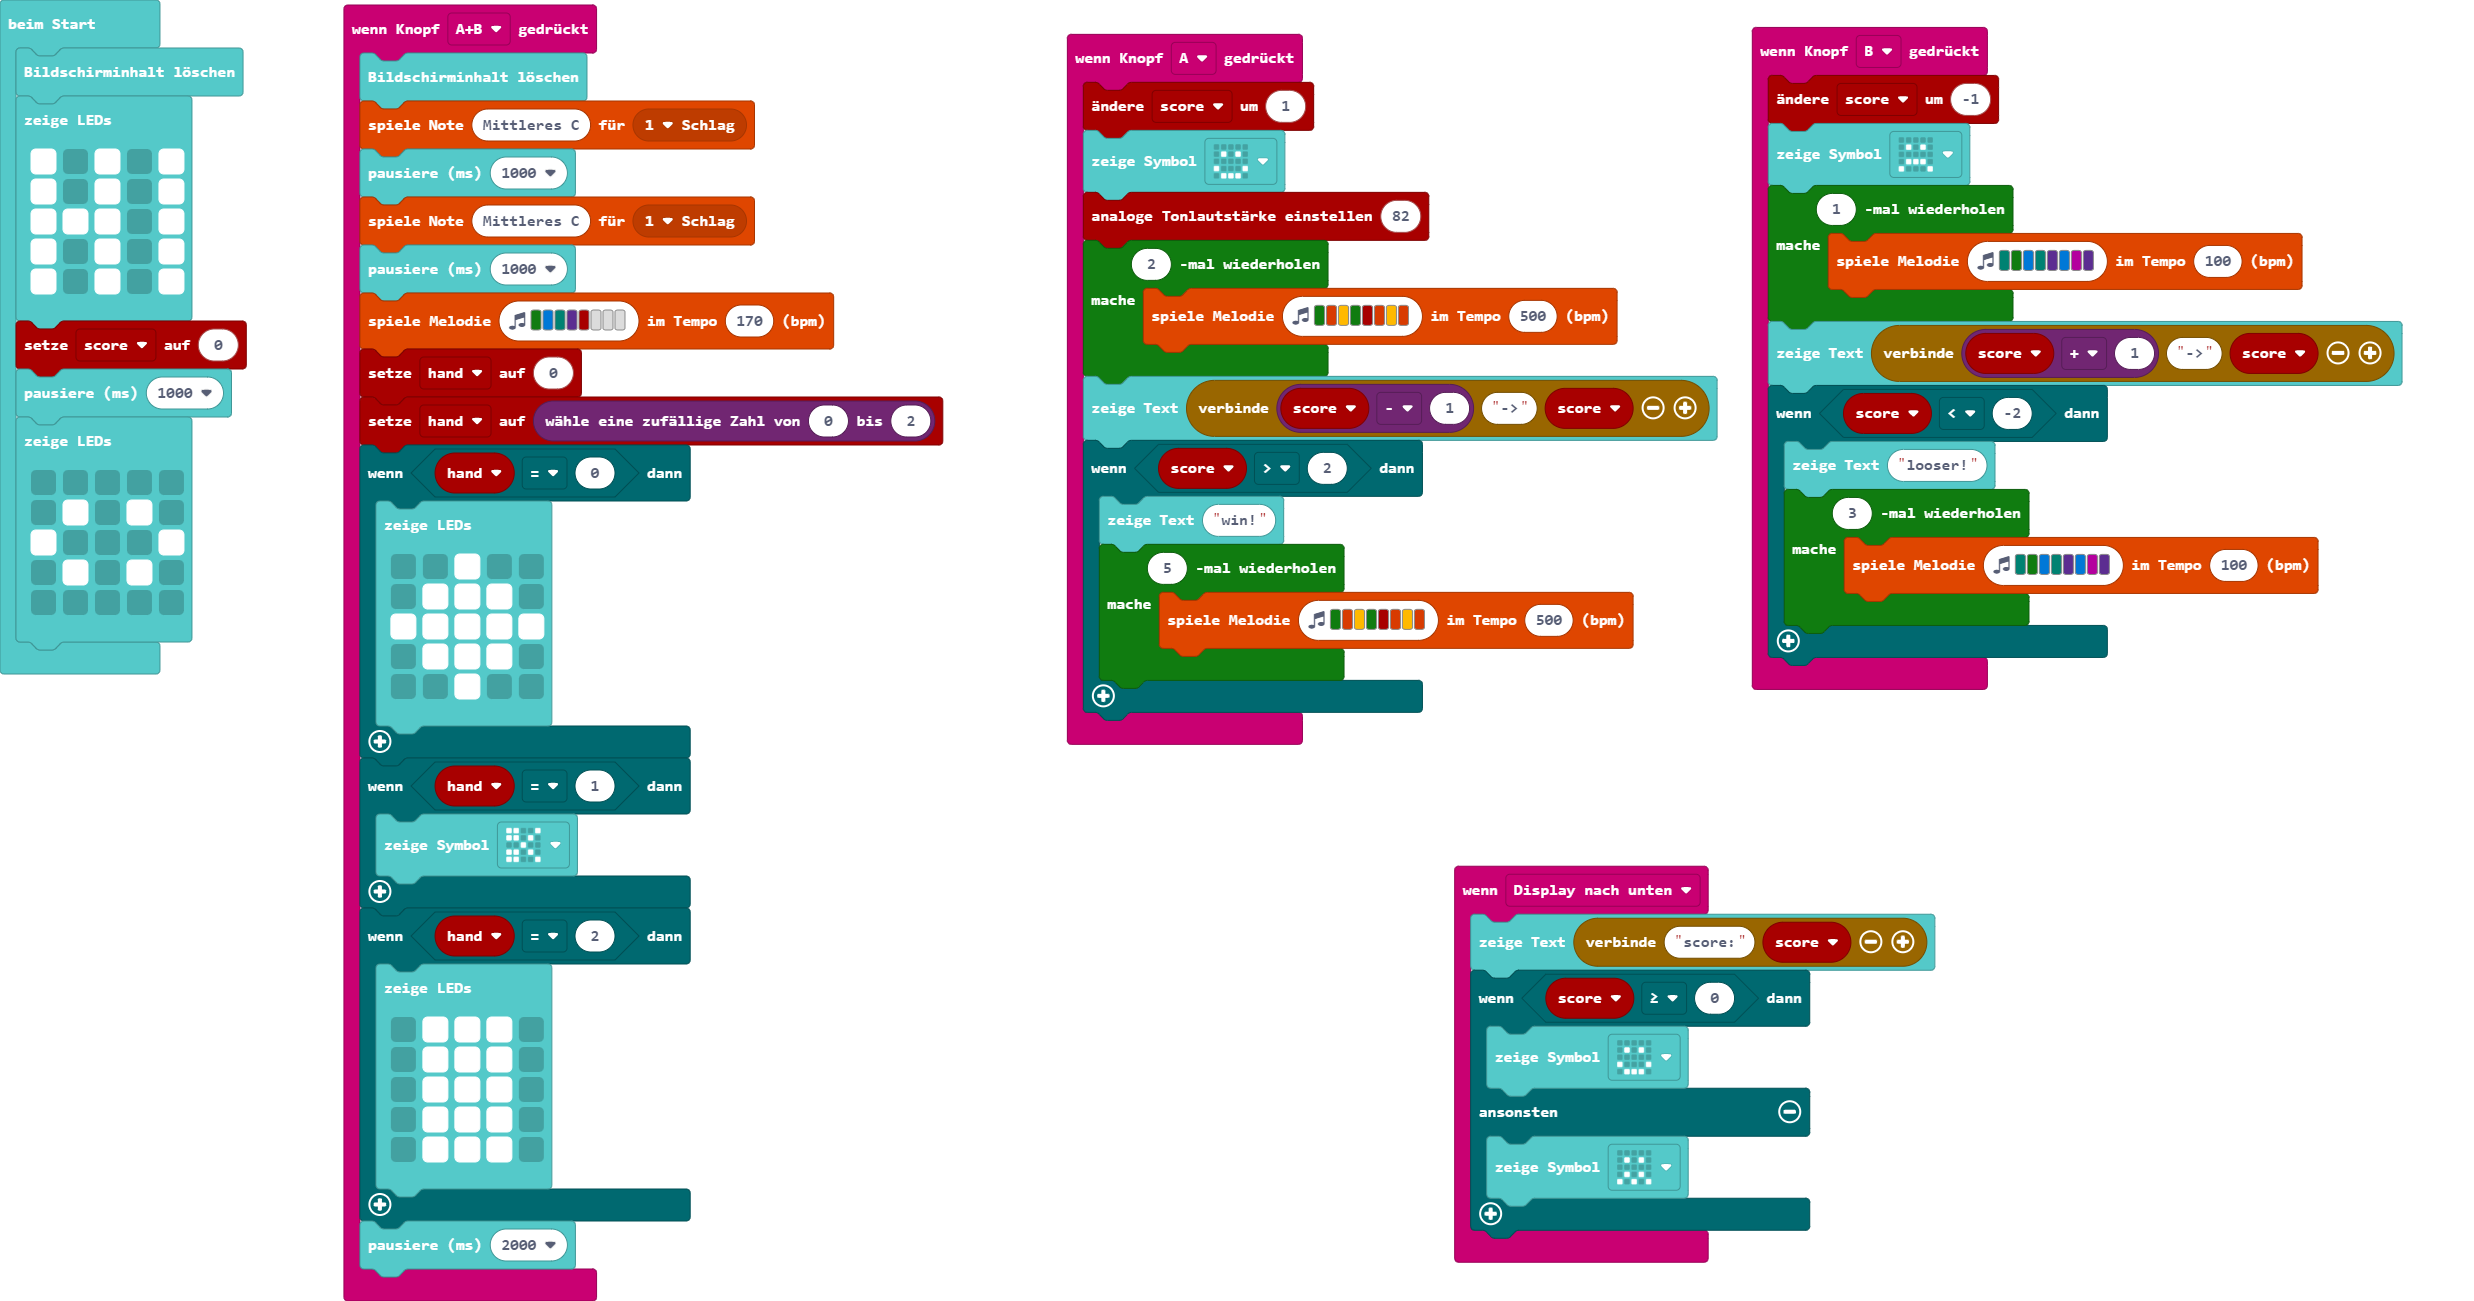 beim Start
Bildschirminhalt löschen
zeige LEDs
setze score auf 0
pausiere (ms) 1000
zeige LEDs
wenn Knopf A+B gedrückt
Bildschirminhalt löschen
spiele Note Mittleres C für 1 Schlag
pausiere (ms) 1000
spiele Note Mittleres C für 1 Schlag
pausiere (ms) 1000
spiele Melodie im Tempo 170 (bpm)
setze hand auf 0
setze hand auf wähle eine zufällige Zahl von 0 bis 2
wenn hand = 0 dann
zeige LEDs
wenn hand = 1 dann
zeige Symbol
wenn hand = 2 dann
zeige LEDs
pausiere (ms) 2000
wenn Knopf A gedrückt
ändere score um 1
zeige Symbol
analoge Tonlautstärke einstellen 82
2 -mal wiederholen
mache
spiele Melodie im Tempo 500 (bpm)
zeige Text verbinde score - 1 "->" score
wenn score > 2 dann
zeige Text "win!"
5 -mal wiederholen
mache
spiele Melodie im Tempo 500 (bpm)
wenn Knopf B gedrückt
ändere score um -1
zeige Symbol
1 -mal wiederholen
mache
spiele Melodie im Tempo 100 (bpm)
zeige Text verbinde score + 1 "->" score
wenn score < -2 dann
zeige Text "looser!"
3 -mal wiederholen
mache
spiele Melodie im Tempo 100 (bpm)
wenn Display nach unten
zeige Text verbinde "score:" score
wenn score ≥ 0 dann
zeige Symbol
ansonsten
zeige Symbol